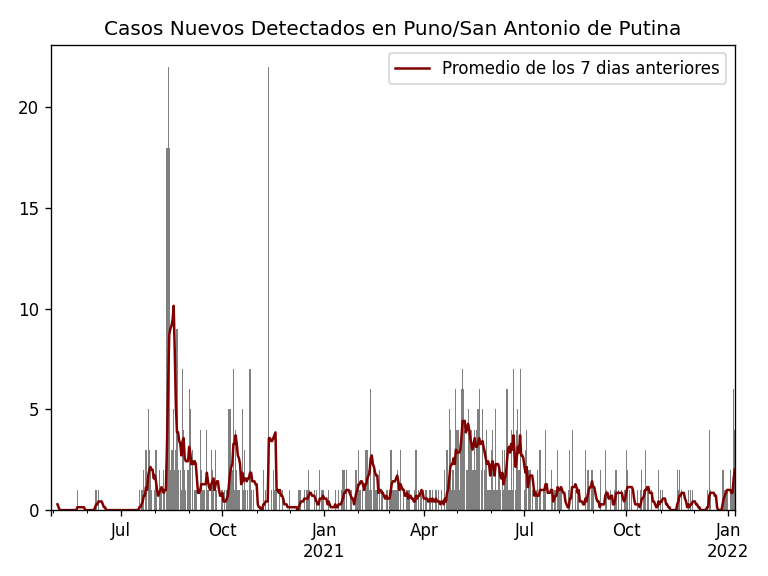 Casos Nuevos Detectados en Puno/San Antonio de Putina
Promedio de los 7 dias anteriores
20
15
10
5
0
Jul
Oct
Jan
2021
Apr
Jul
Oct
Jan
2022